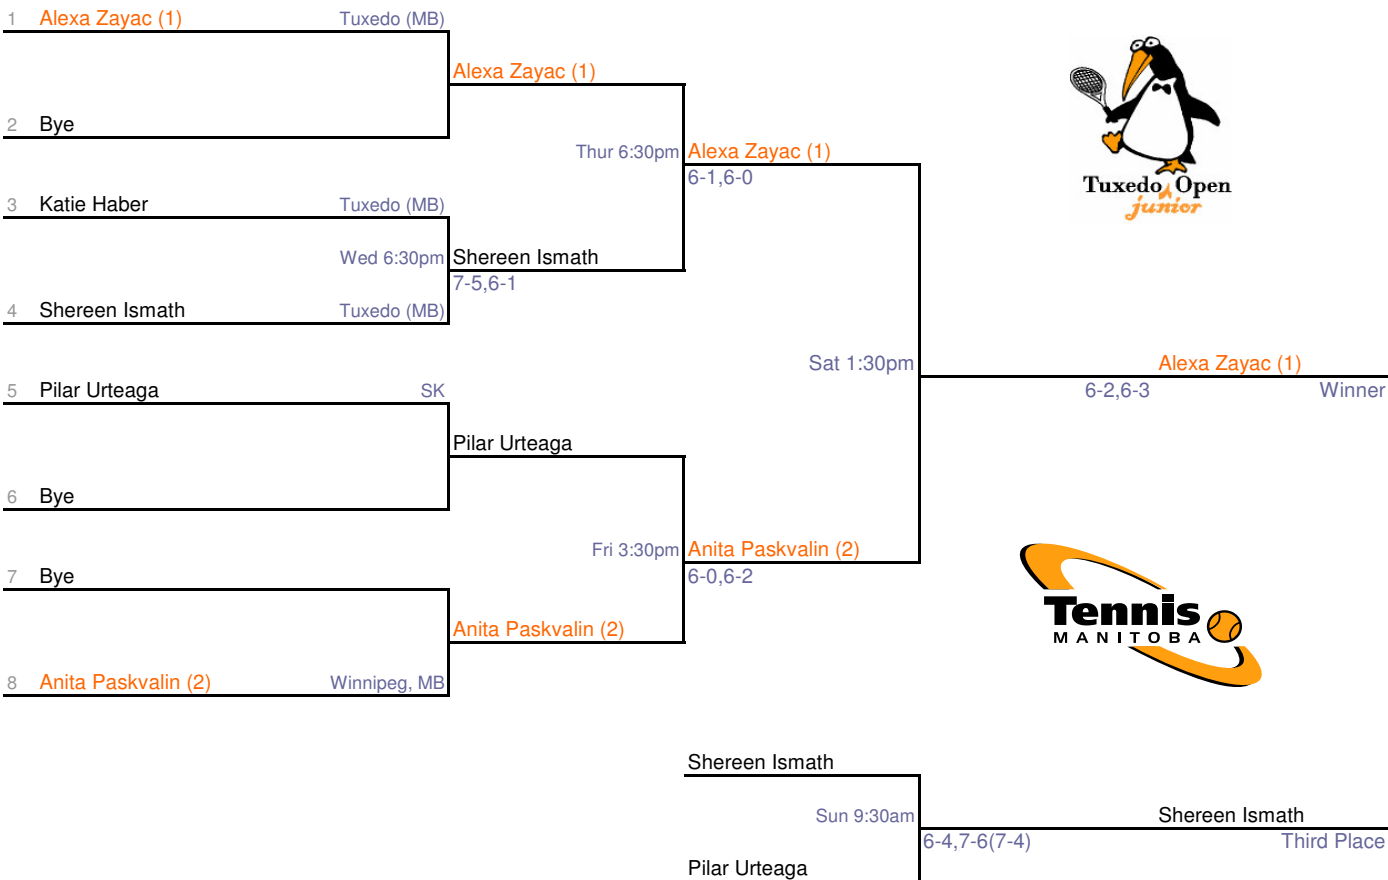 1 Alexa Zayac (1) Tuxedo (MB)
Alexa Zayac (1)
2 Bye
Thur 6:30pm Alexa Zayac (1)
6-1,6-0
Tuxedo Open
junior
3 Katie Haber Tuxedo (MB)
Wed 6:30pm Shereen Ismath
7-5,6-1
4 Shereen Ismath Tuxedo (MB)
Sat 1:30pm Alexa Zayac (1)
6-2,6-3 Winner
5 Pilar Urteaga SK
Pilar Urteaga
6 Bye
Fri 3:30pm Anita Paskvalin (2)
6-0,6-2
7 Bye
Tennis
MANITOBA
Anita Paskvalin (2)
8 Anita Paskvalin (2) Winnipeg, MB
Shereen Ismath
Sun 9:30am Shereen Ismath
6-4,7-6(7-4) Third Place
Pilar Urteaga